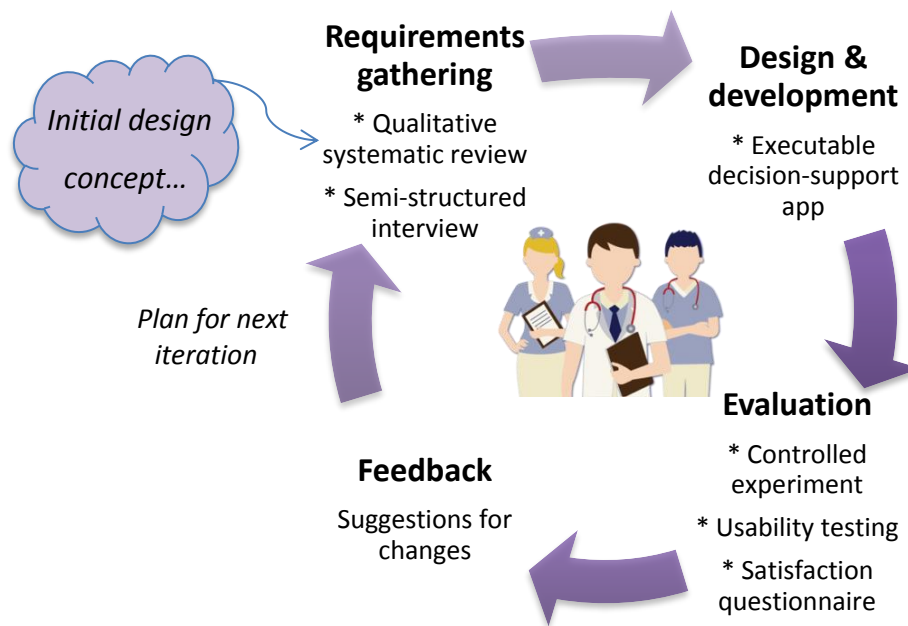 Initial design
concept...
Requirements
gathering
* Qualitative
systematic review
* Semi-structured
interview
Design &
development
* Executable
decision-support
app
Evaluation
* Controlled
experiment
* Usability testing
* Satisfaction
questionnaire
Feedback
Suggestions for
changes
Plan for next
iteration